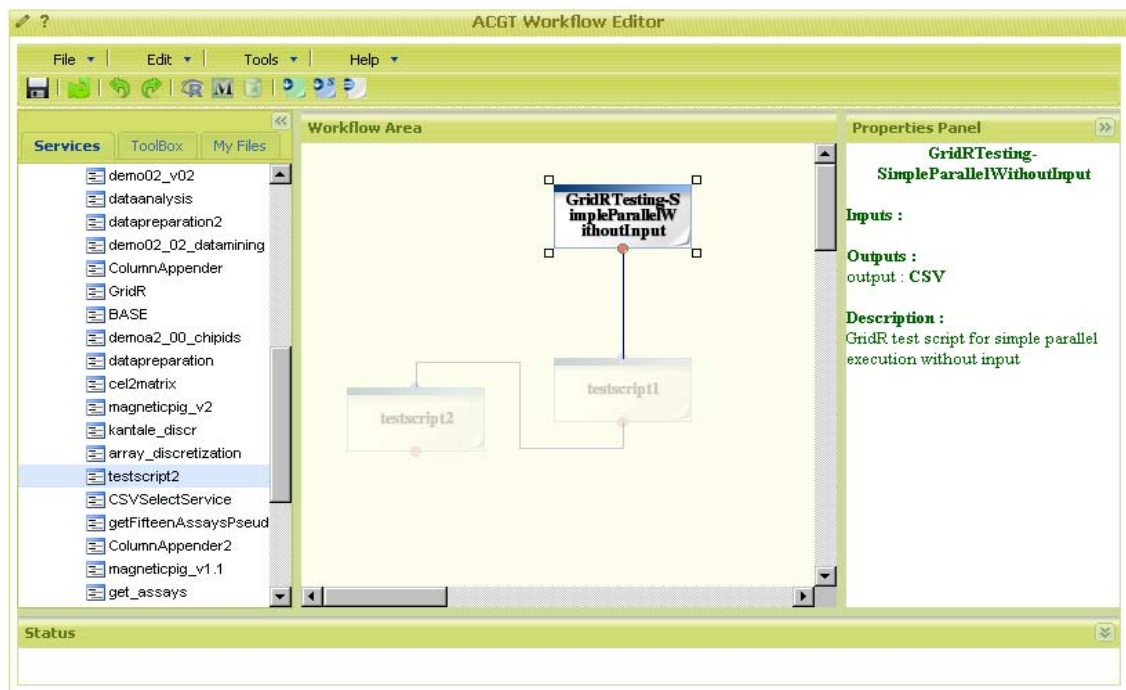 ?
ACGT Workflow Editor
File
Edit
Tools
Help
R
M
S
Services
ToolBox
My Files
demo02_v02
dataanalysis
datapreparation2
demo02_02_datamining
ColumnAppender
GridR
BASE
demoa2_00_chipids
datapreparation
cel2matrix
magneticpig_v2
kantale_discr
array_discretization
testscript2
CSVSelectService
getFifteenAssaysPseud
ColumnAppender2
magneticpig_v1.1
get_assays
Workflow Area
GridRTesting-S
impleParallelW
ithoutInput
testscript1
testscript2
Properties Panel
GridRTesting-
SimpleParallelWithoutInput
Inputs :
Outputs :
output : CSV
Description :
GridR test script for simple parallel
execution without input
Status